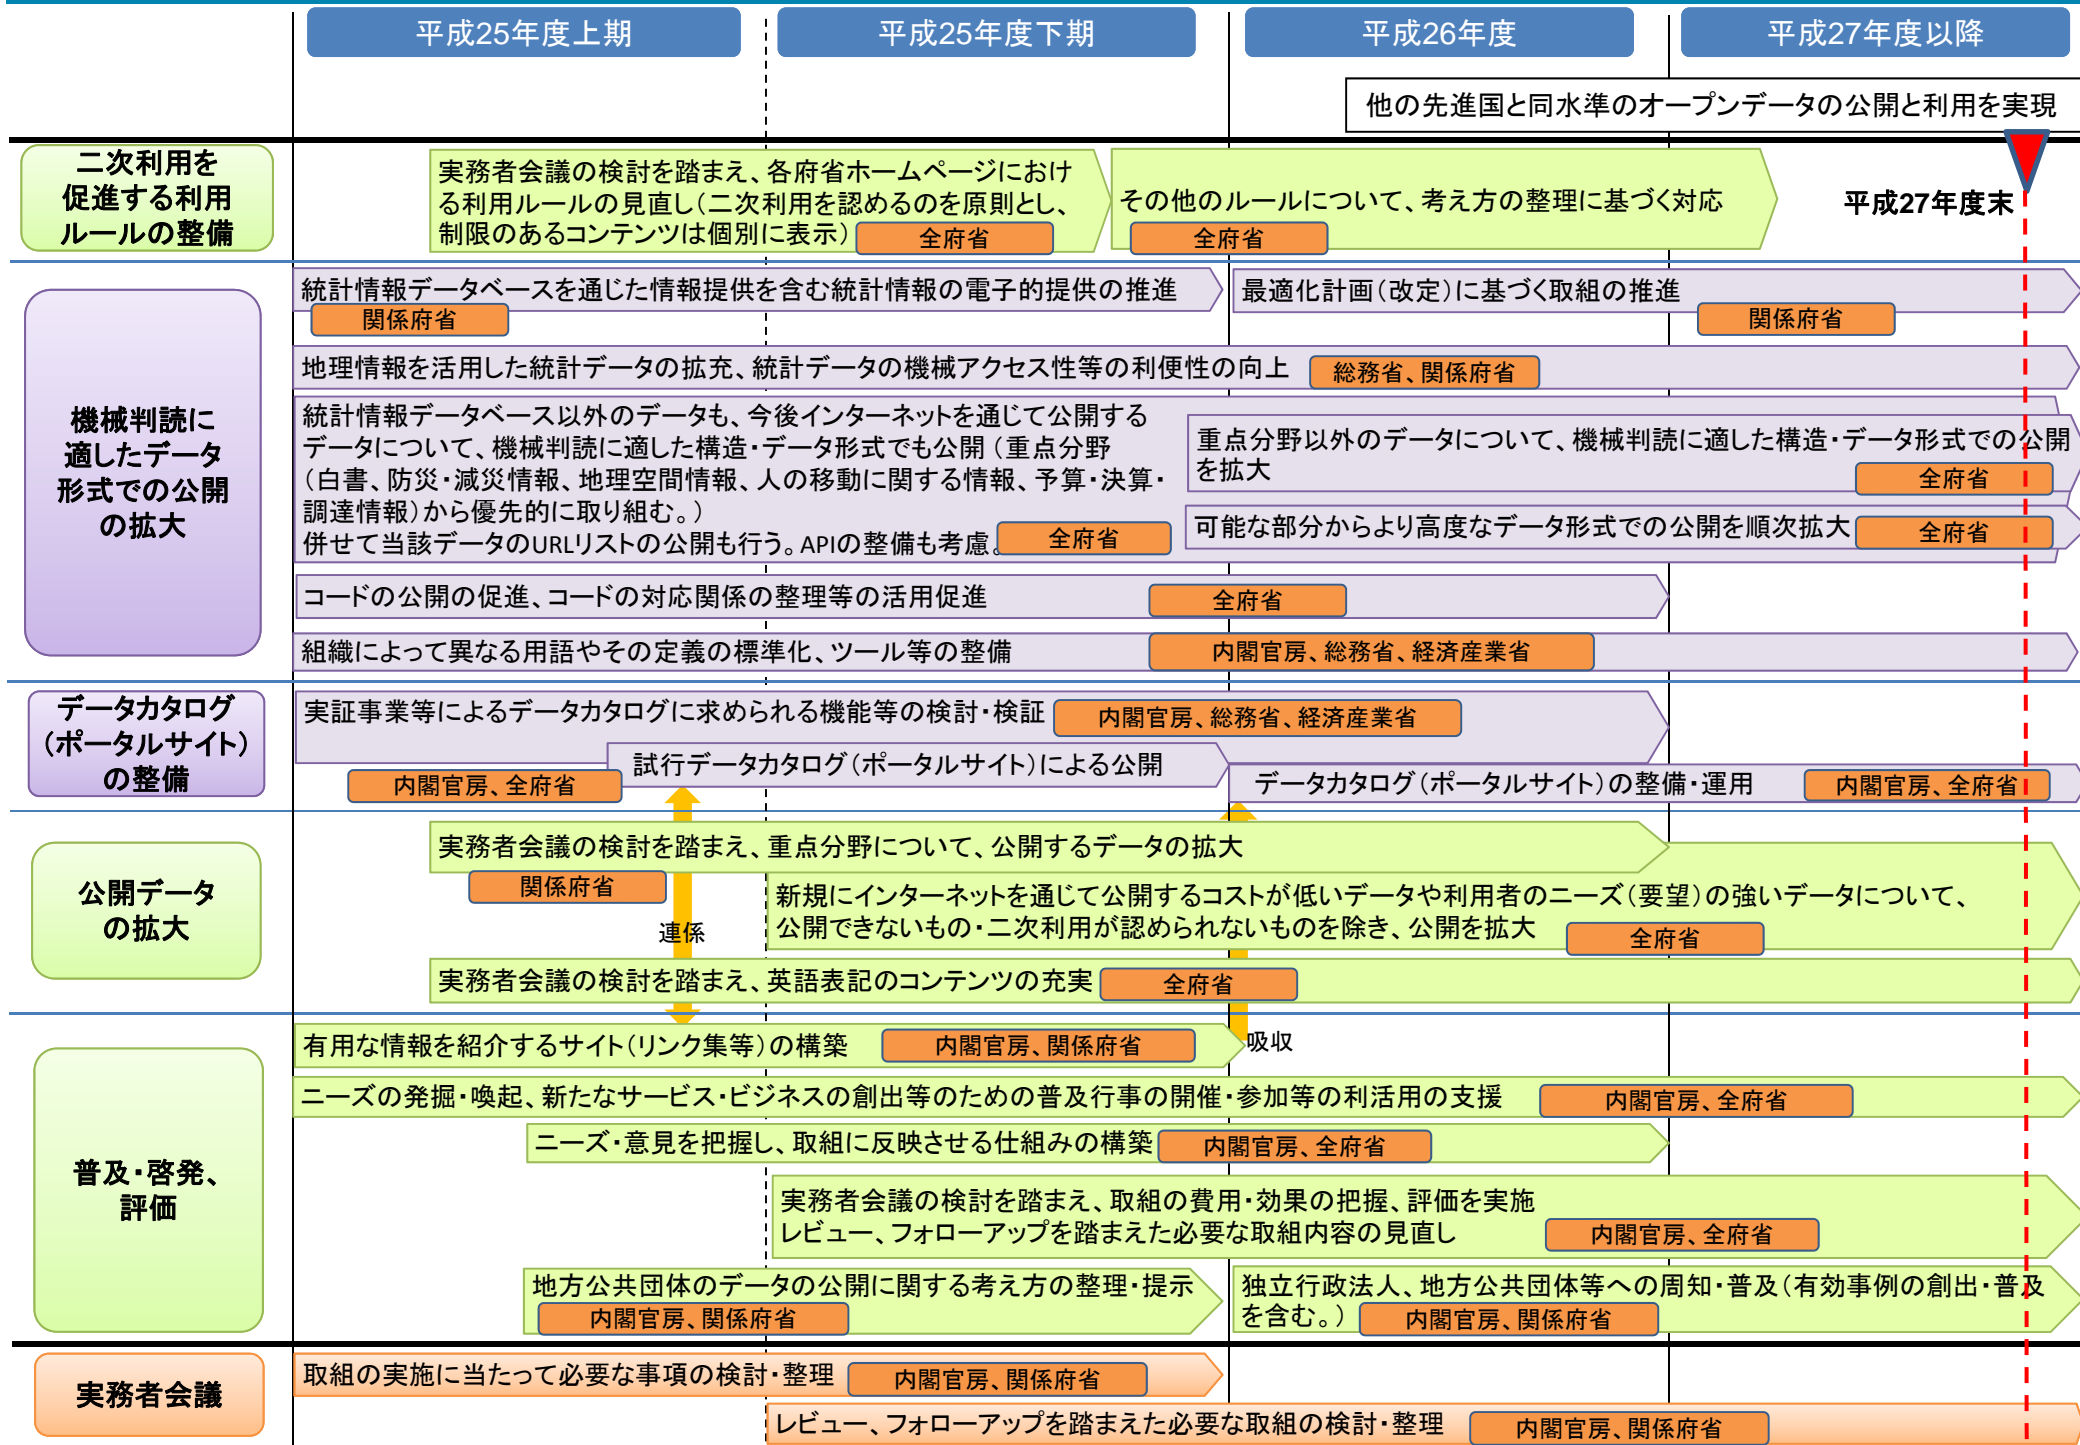 平成25年度上期
平成25年度下期
平成26年度
平成27年度以降
他の先進国と同水準のオープンデータの公開と利用を実現
平成27年度末
二次利用を
促進する利用
ルールの整備
実務者会議の検討を踏まえ、各府省ホームページにおけ
る利用ルールの見直し(二次利用を認めるのを原則とし、
制限のあるコンテンツは個別に表示)
全府省
その他のルールについて、考え方の整理に基づく対応
全府省
機械判読に
適したデータ
形式での公開
の拡大
統計情報データベースを通じた情報提供を含む統計情報の電子的提供の推進
関係府省
最適化計画(改定)に基づく取組の推進
関係府省
地理情報を活用した統計データの拡充、統計データの機械アクセス性等の利便性の向上
総務省、関係府省
統計情報データベース以外のデータも、今後インターネットを通じて公開する
データについて、機械判読に適した構造・データ形式でも公開(重点分野
(白書、防災・減災情報、地理空間情報、人の移動に関する情報、予算・決算・
調達情報)から優先的に取り組む。)
併せて当該データのURLリストの公開も行う。APIの整備も考慮。
全府省
重点分野以外のデータについて、機械判読に適した構造・データ形式での公開
を拡大
全府省
可能な部分からより高度なデータ形式での公開を順次拡大
全府省
コードの公開の促進、コードの対応関係の整理等の活用促進
全府省
組織によって異なる用語やその定義の標準化、ツール等の整備
内閣官房、総務省、経済産業省
データカタログ
(ポータルサイト)
の整備
実証事業等によるデータカタログに求められる機能等の検討・検証
内閣官房、総務省、経済産業省
試行データカタログ(ポータルサイト)による公開
内閣官房、全府省
データカタログ(ポータルサイト)の整備・運用
内閣官房、全府省
公開データ
の拡大
実務者会議の検討を踏まえ、重点分野について、公開するデータの拡大
関係府省
連係
新規にインターネットを通じて公開するコストが低いデータや利用者のニーズ(要望)の強いデータについて、
公開できないもの・二次利用が認められないものを除き、公開を拡大
全府省
実務者会議の検討を踏まえ、英語表記のコンテンツの充実
全府省
普及・啓発、
評価
有用な情報を紹介するサイト(リンク集等)の構築
内閣官房、関係府省
吸収
ニーズの発掘・喚起、新たなサービス・ビジネスの創出等のための普及行事の開催・参加等の利活用の支援
内閣官房、全府省
ニーズ・意見を把握し、取組に反映させる仕組みの構築
内閣官房、全府省
実務者会議の検討を踏まえ、取組の費用・効果の把握、評価を実施
レビュー、フォローアップを踏まえた必要な取組内容の見直し
内閣官房、全府省
地方公共団体のデータの公開に関する考え方の整理・提示
内閣官房、関係府省
独立行政法人、地方公共団体等への周知・普及(有効事例の創出・普及
を含む。)
内閣官房、関係府省
実務者会議
取組の実施に当たって必要な事項の検討・整理
内閣官房、関係府省
レビュー、フォローアップを踏まえた必要な取組の検討・整理
内閣官房、関係府省